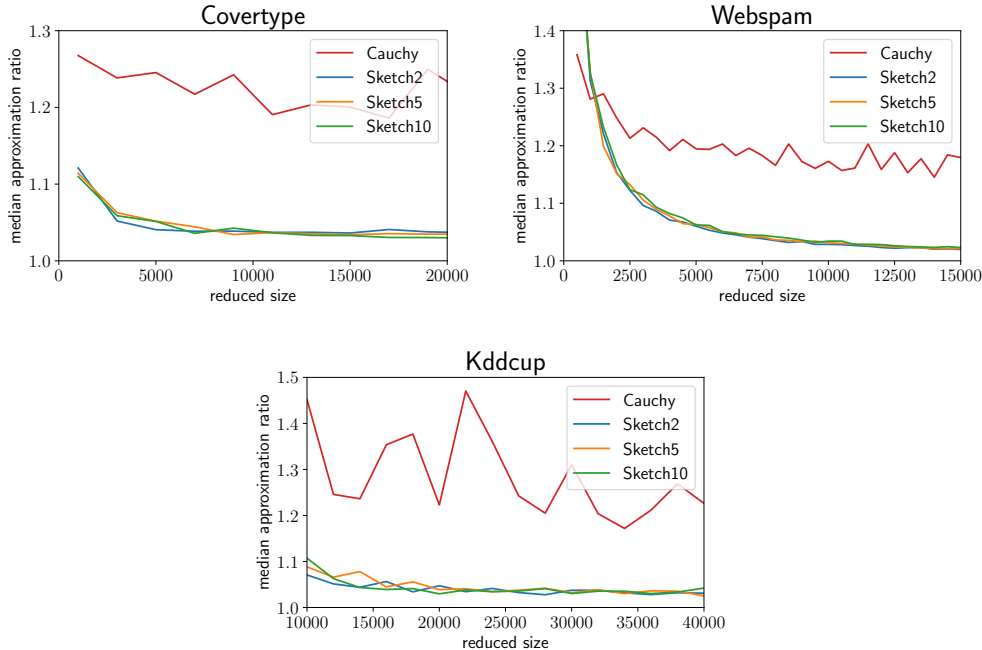 Covertype
median approximation ratio
1.3
1.2
1.1
1.0
Cauchy
Sketch2
Sketch5
Sketch10
0 5000 10000 15000 20000
reduced size
Webspam
median approximation ratio
1.4
1.3
1.2
1.1
1.0
Cauchy
Sketch2
Sketch5
Sketch10
0 2500 5000 7500 10000 12500 15000
reduced size
Kddcup
median approximation ratio
1.5
1.4
1.3
1.2
1.1
1.0
Cauchy
Sketch2
Sketch5
Sketch10
10000 15000 20000 25000 30000 35000 40000
reduced size